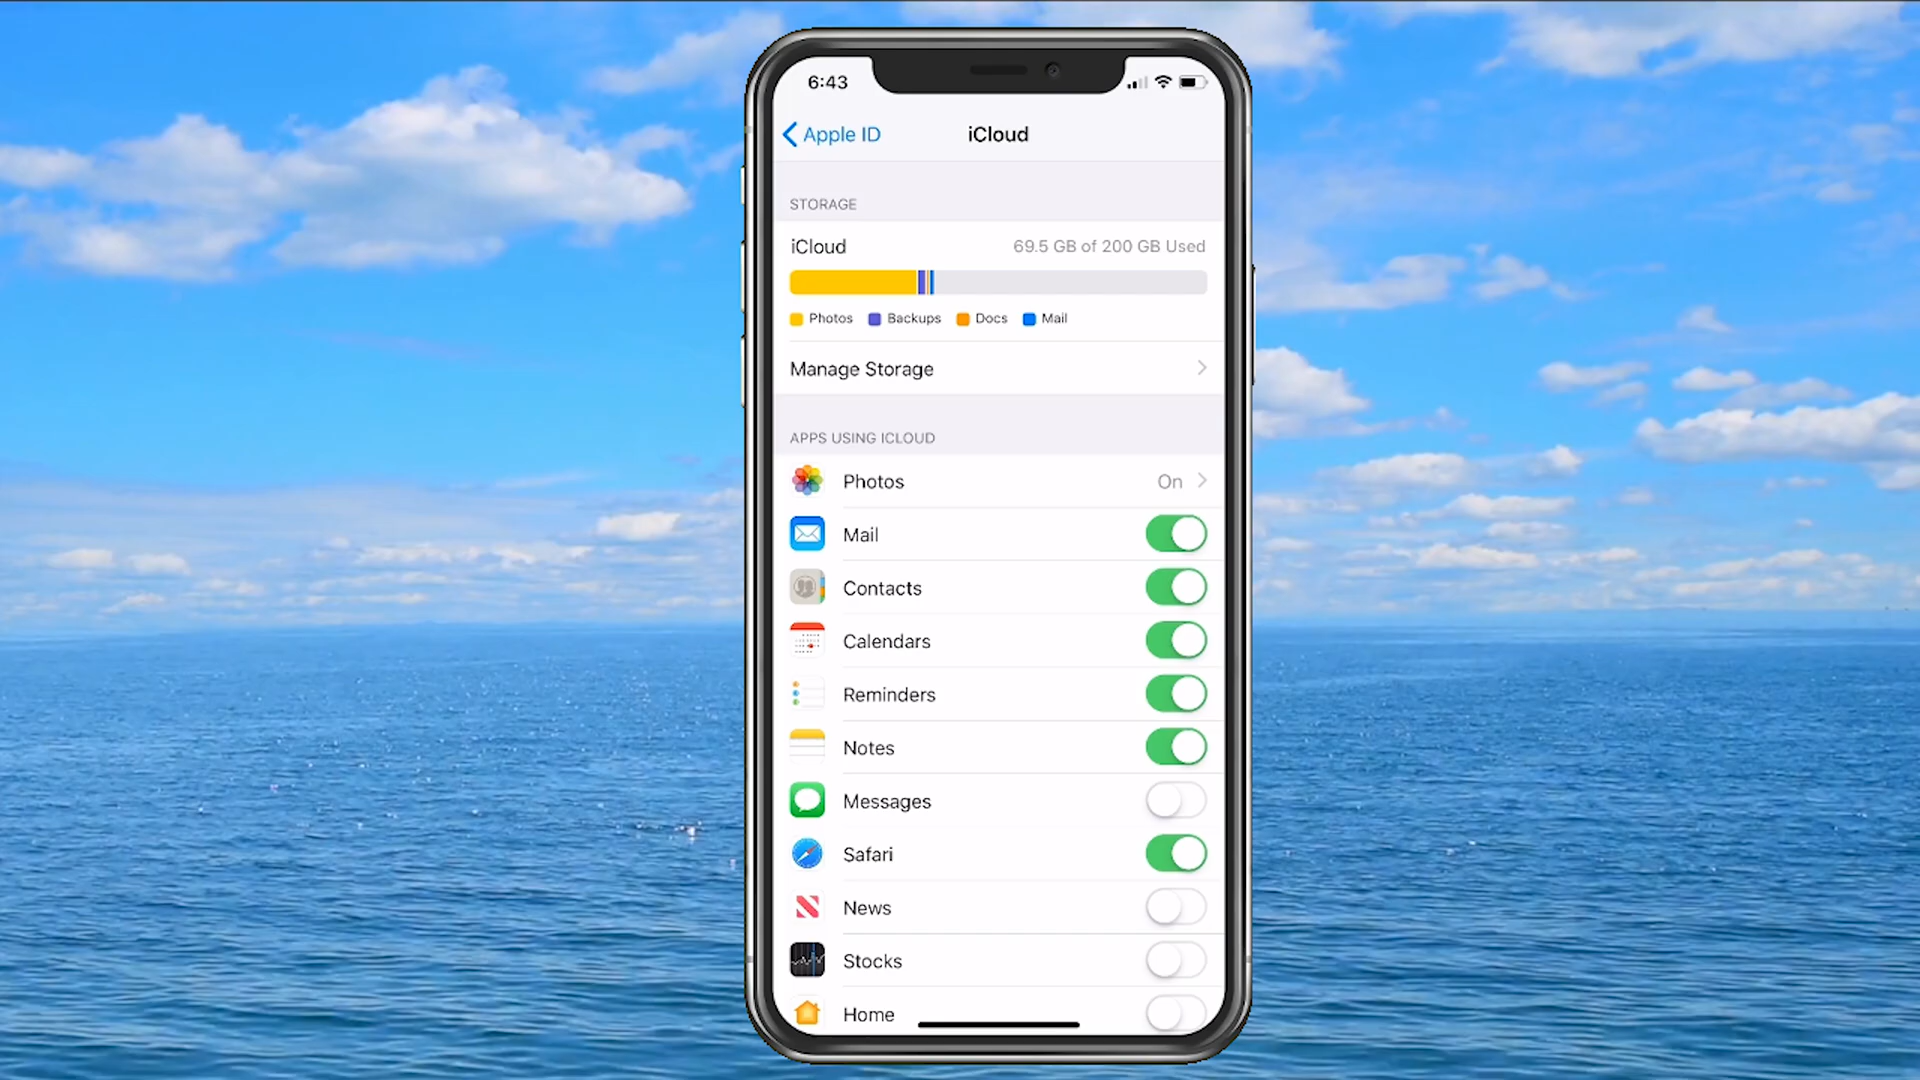 6:43
Apple ID
iCloud
STORAGE
iCloud 69.5 GB of 200 GB Used
Photos Backups Docs Mail
Manage Storage
APPS USING ICLOUD
Photos On
Mail
Contacts
Calendars
Reminders
Notes
Messages
Safari
News
Stocks
Home